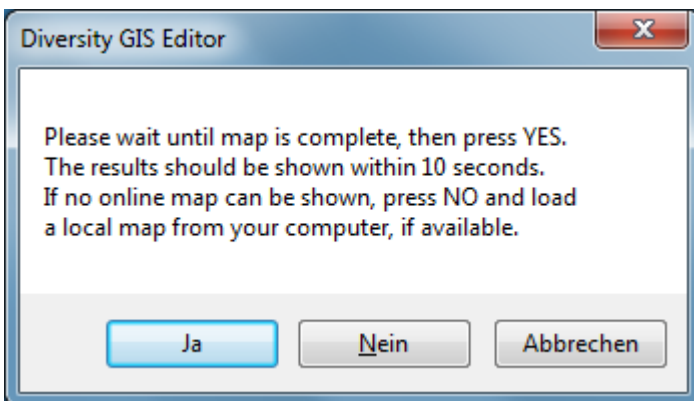 Diversity GIS Editor
Please wait until map is complete, then press YES.
The results should be shown within 10 seconds.
If no online map can be shown, press NO and load
a local map from your computer, if available.
Ja
Nein
Abbrechen